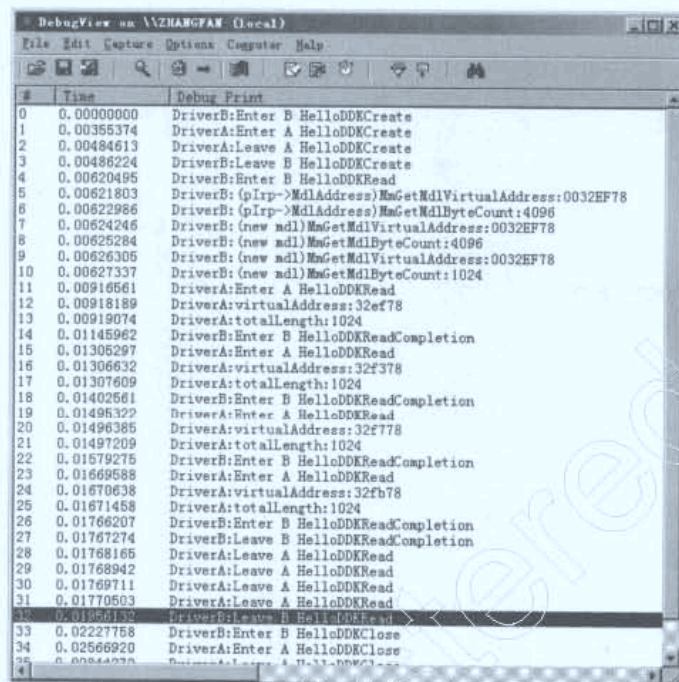 DebugView on \\ZHANGFAN (local)
File Edit Capture Options Computer Help
# Time Debug Print
0 0.00000000 DriverB:Enter B HelloDDKCreate
1 0.00355374 DriverA:Enter A HelloDDKCreate
2 0.00484613 DriverA:Leave A HelloDDKCreate
3 0.00486224 DriverB:Leave B HelloDDKCreate
4 0.00620495 DriverB:Enter B HelloDDKRead
5 0.00621803 DriverB:(pIrp->MdlAddress)MmGetMdlVirtualAddress:0032EF78
6 0.00622986 DriverB:(pIrp->MdlAddress)MmGetMdlByteCount:4096
7 0.00624246 DriverB:(new mdl)MmGetMdlVirtualAddress:0032EF78
8 0.00625284 DriverB:(new mdl)MmGetMdlByteCount:4096
9 0.00626305 DriverB:(new mdl)MmGetMdlVirtualAddress:0032EF78
10 0.00627337 DriverB:(new mdl)MmGetMdlByteCount:1024
11 0.00916561 DriverA:Enter A HelloDDKRead
12 0.00918189 DriverA:virtualAddress:32ef78
13 0.00919074 DriverA:totalLength:1024
14 0.01145962 DriverB:Enter B HelloDDKReadCompletion
15 0.01305297 DriverA:Enter A HelloDDKRead
16 0.01306632 DriverA:virtualAddress:32f378
17 0.01307609 DriverA:totalLength:1024
18 0.01402561 DriverB:Enter B HelloDDKReadCompletion
19 0.01495322 DriverA:Enter A HelloDDKRead
20 0.01496385 DriverA:virtualAddress:32f778
21 0.01497209 DriverA:totalLength:1024
22 0.01579275 DriverB:Enter B HelloDDKReadCompletion
23 0.01669588 DriverA:Enter A HelloDDKRead
24 0.01670638 DriverA:virtualAddress:32fb78
25 0.01671458 DriverA:totalLength:1024
26 0.01766207 DriverB:Enter B HelloDDKReadCompletion
27 0.01767274 DriverB:Leave B HelloDDKReadCompletion
28 0.01768165 DriverA:Leave A HelloDDKRead
29 0.01768942 DriverA:Leave A HelloDDKRead
30 0.01769711 DriverA:Leave A HelloDDKRead
31 0.01770503 DriverA:Leave A HelloDDKRead
32 0.01956132 DriverB:Leave B HelloDDKRead
33 0.02227758 DriverB:Enter B HelloDDKClose
34 0.02566920 DriverA:Enter A HelloDDKClose